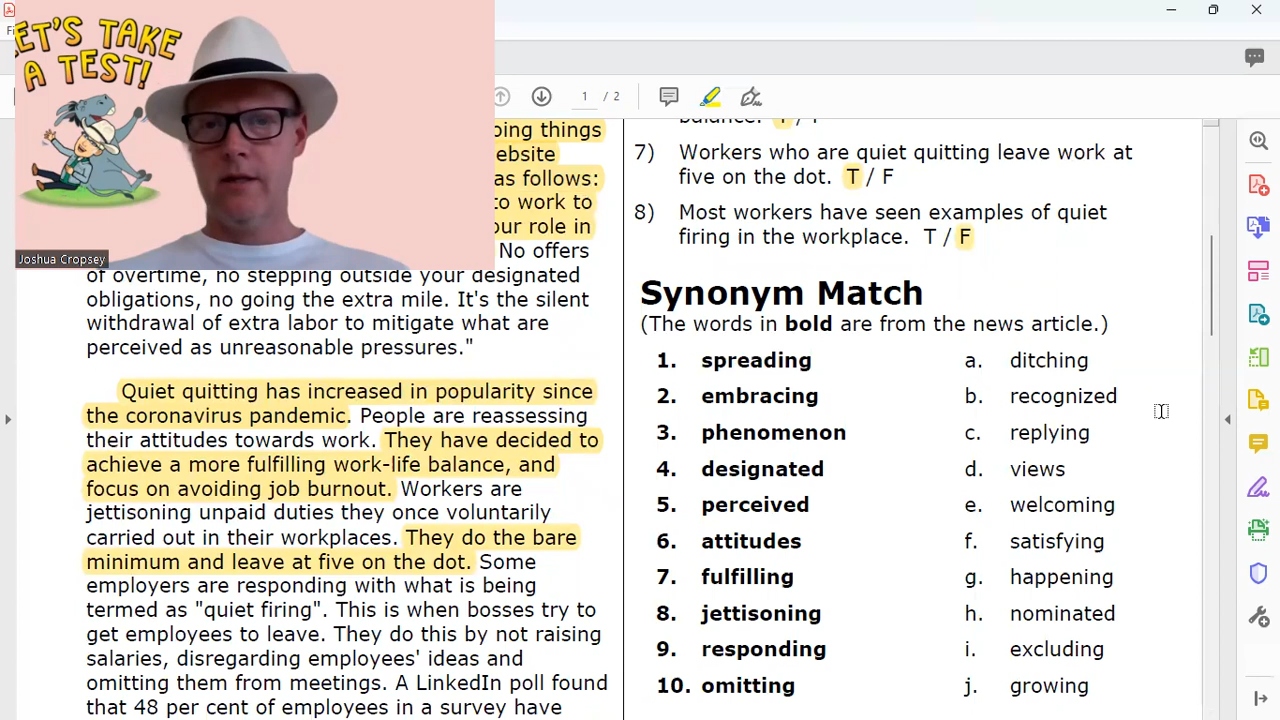 LET'S TAKE
A TEST!
Joshua Cropsey
1 / 2
oing things
ebsite
as follows:
to work to
our role in
No offers
of overtime, no stepping outside your designated
obligations, no going the extra mile. It's the silent
withdrawal of extra labor to mitigate what are
perceived as unreasonable pressures."
Quiet quitting has increased in popularity since
the coronavirus pandemic. People are reassessing
their attitudes towards work. They have decided to
achieve a more fulfilling work-life balance, and
focus on avoiding job burnout. Workers are
jettisoning unpaid duties they once voluntarily
carried out in their workplaces. They do the bare
minimum and leave at five on the dot. Some
employers are responding with what is being
termed as "quiet firing". This is when bosses try to
get employees to leave. They do this by not raising
salaries, disregarding employees' ideas and
omitting them from meetings. A LinkedIn poll found
that 48 per cent of employees in a survey have
balance. T / F
7) Workers who are quiet quitting leave work at
five on the dot. T / F
8) Most workers have seen examples of quiet
firing in the workplace. T / F
Synonym Match
(The words in bold are from the news article.)
1. spreading a. ditching
2. embracing b. recognized
3. phenomenon c. replying
4. designated d. views
5. perceived e. welcoming
6. attitudes f. satisfying
7. fulfilling g. happening
8. jettisoning h. nominated
9. responding i. excluding
10. omitting j. growing